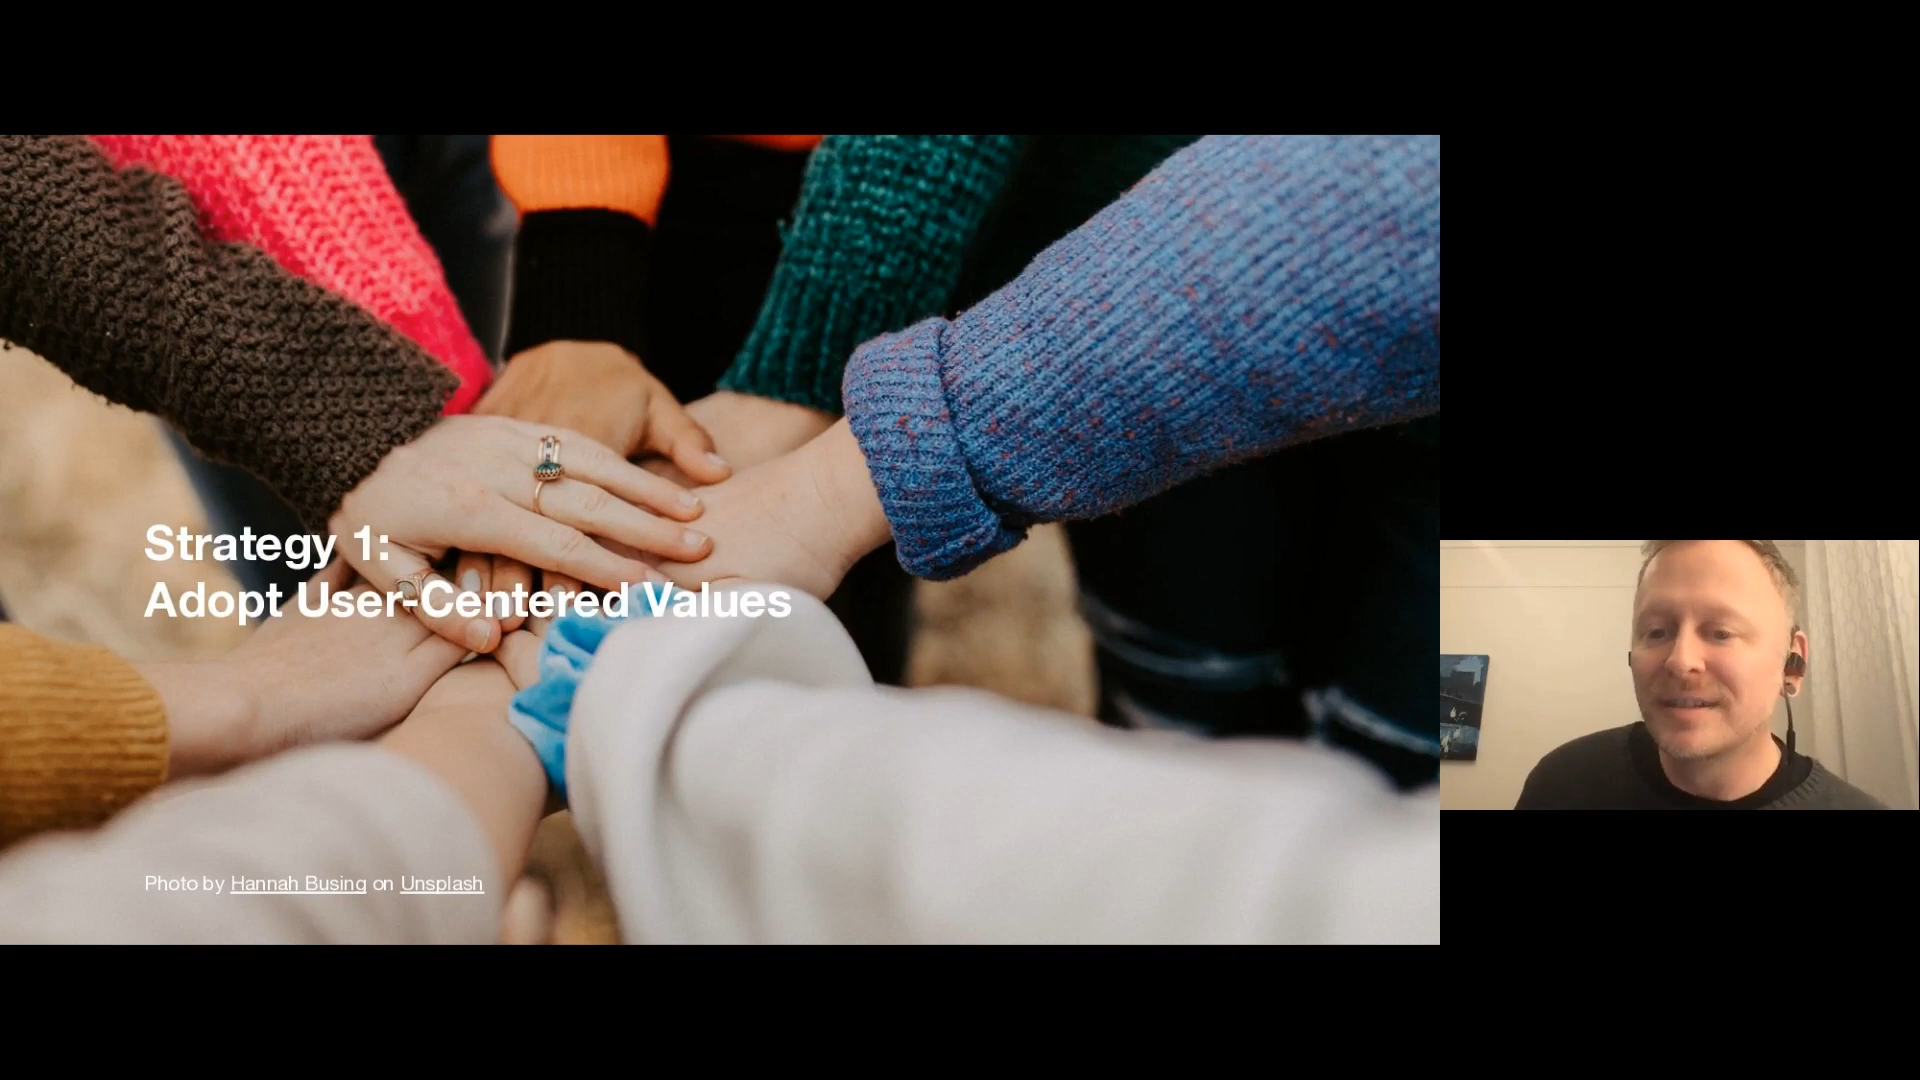 Strategy 1:
Adopt User-Centered Values
Photo by Hannah Busing on Unsplash